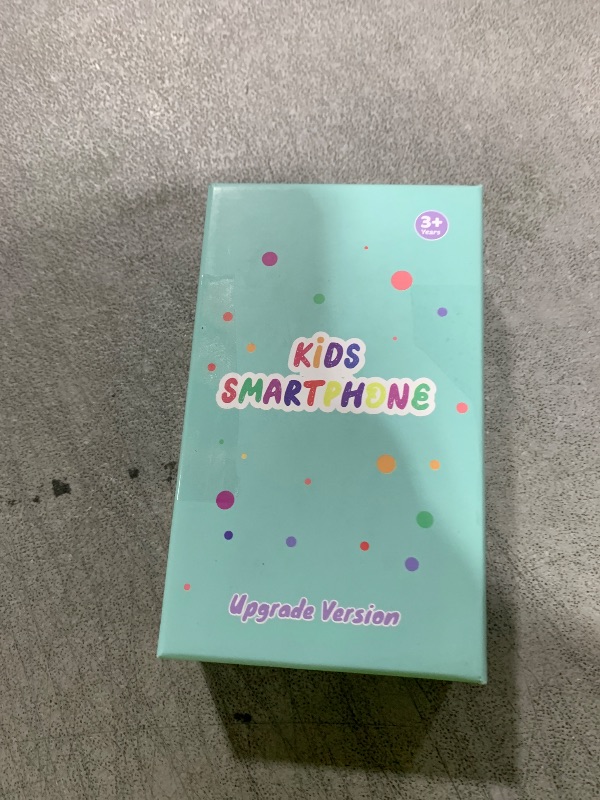 3+
Years
KiDS
SMARTPHONE
Upgrade Version